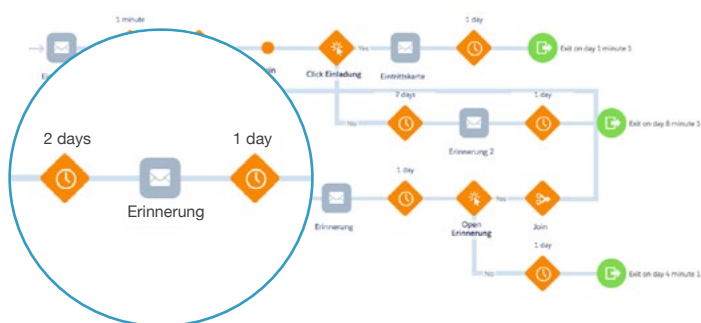 1 minute
1 day
Yes
Exit on day 1 minute 1
Click Einladung
Eintrittskarte
7 days
1 day
2 days
1 day
No
Exit on day 8 minute 1
Erinnerung 2
Erinnerung
1 day
Yes
Erinnerung
Open
Erinnerung
Join
1 day
No
Exit on day 4 minute 1